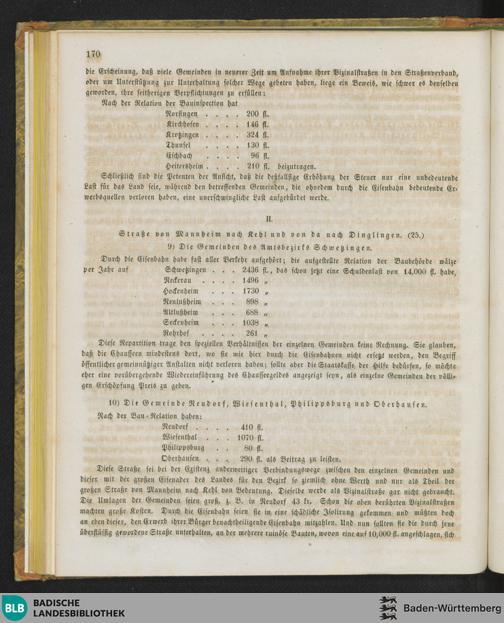 170
die Erscheinung, daß viele Gemeinden in neuerer Zeit um Aufnahme ihrer Vizinalstraßen in den Straßenverband,
oder um Unterstützung zur Unterhaltung solcher Wege gebeten haben, liege ein Beweis, wie schwer es denselben
geworden, ihre seitherigen Verpflichtungen zu erfüllen:
Nach der Relation der Bauinspection hat
Norsingen . . . . 200 fl.
Kirchhofen . . . . 146 fl.
Krotzingen . . . . 324 fl.
Thunsel . . . . 130 fl.
Eschbach . . . . 96 fl.
Heitersheim . . . . 210 fl. beizutragen.
Schließlich sind die Petenten der Ansicht, daß die deßfallsige Erhöhung der Steuer nur eine unbedeutende
Last für das Land seie, während den betreffenden Gemeinden, die ohnedem durch die Eisenbahn bedeutende Er-
werbsquellen verloren haben, eine unerschwingliche Last aufgebürdet werde.
II.
Straße von Mannheim nach Kehl und von da nach Dinglingen. (25.)
9) Die Gemeinden des Amtsbezirks Schwetzingen.
Durch die Eisenbahn habe fast aller Verkehr aufgehört; die aufgestellte Relation der Baubehörde wälze
per Jahr auf Schwetzingen . . . 2436 fl., das schon jetzt eine Schuldenlast von 14,000 fl. habe,
Neckerau . . . . 1496 „
Hockenheim . . . 1730 „
Neulußheim . . . 898 „
Altlußheim . . . 688 „
Seckenheim . . . 1038 „
Rohrhof . . . . 261 „
Diese Repartition trage den speziellen Verhältnissen der einzelnen Gemeinden keine Rechnung. Sie glauben,
daß die Chausseen mindestens dort, wo sie wie hier durch die Eisenbahnen nicht ersetzt werden, den Begriff
öffentlicher gemeinnütziger Anstalten nicht verloren haben; sollte aber die Staatskasse der Hilfe bedürfen, so möchte
eher eine vorübergehende Wiedereinführung des Chausseegeldes angezeigt seyn, als einzelne Gemeinden der völli-
gen Erschöpfung Preis zu geben.
10) Die Gemeinde Neudorf, Wiesenthal, Philippsburg und Oberhausen.
Nach der Bau-Relation haben:
Neudorf . . . . . 410 fl.
Wiesenthal . . . 1070 fl.
Philippsburg . . 80 fl.
Oberhausen . . . 290 fl. als Beitrag zu leisten.
Diese Straße sei bei der Existenz anderweitiger Verbindungswege zwischen den einzelnen Gemeinden und
dieser mit der großen Eisenader des Landes für den Bezirk so ziemlich ohne Werth und nur als Theil der
großen Straße von Mannheim nach Kehl von Bedeutung. Dieselbe werde als Vizinalstraße gar nicht gebraucht.
Die Umlagen der Gemeinden seien groß, z. B. in Neudorf 43 kr. Schon die oben berührten Vizinalstraßen
machten große Kosten. Durch die Eisenbahn seien sie in eine schädliche Isolirung gekommen und müßten doch
an eben dieser, den Erwerb ihrer Bürger benachtheiligende Eisenbahn mitzahlen. Und nun sollten sie die durch jene
überflüssig gewordene Straße unterhalten, an der mehrere ruinöse Bauten, wovon eine auf 10,000 fl. angeschlagen, sich
BLB BADISCHE
LANDESBIBLIOTHEK
Baden-Württemberg